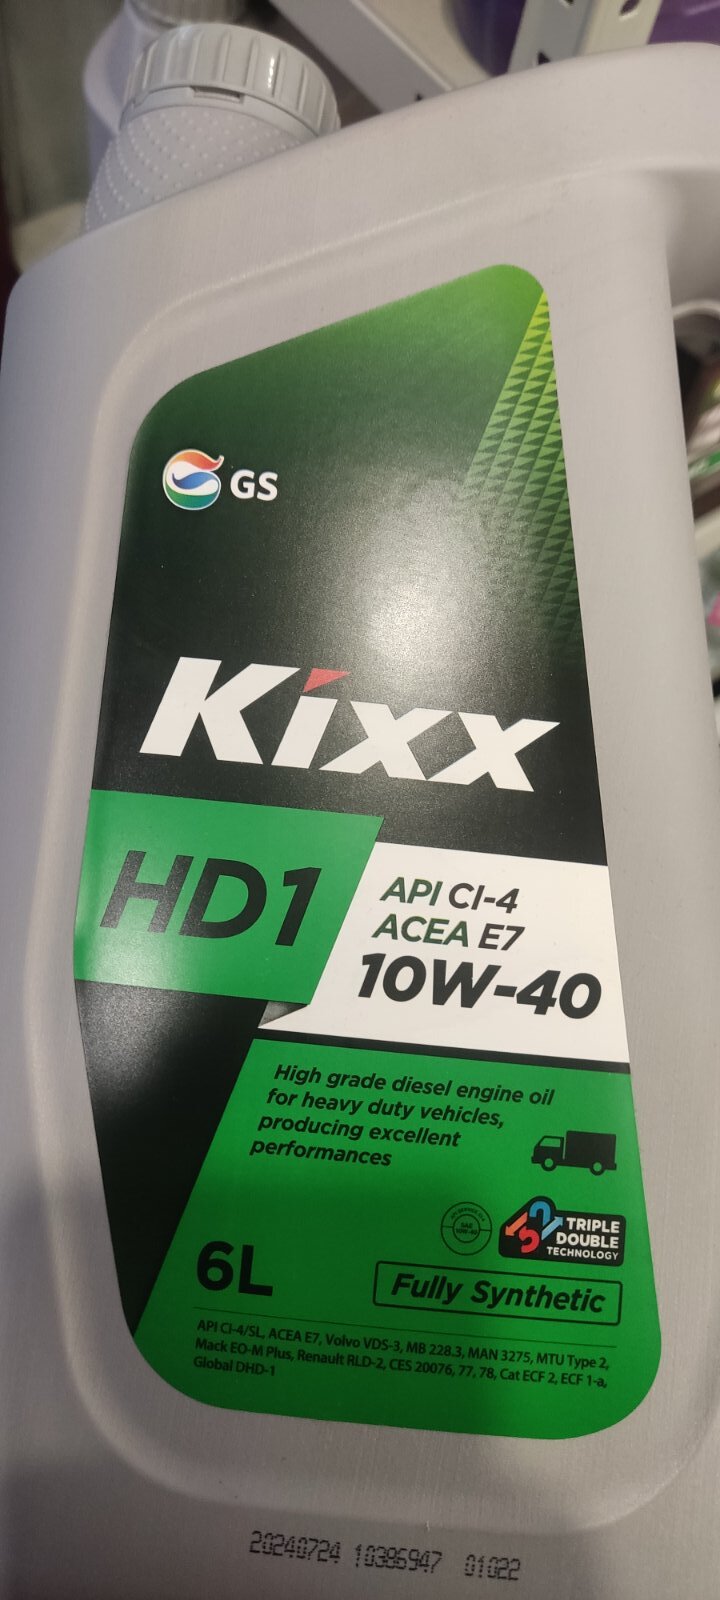 GS
Kixx
HD1
API CI-4
ACEA E7
10W-40
High grade diesel engine oil
for heavy duty vehicles,
producing excellent
performances
TRIPLE
DOUBLE
TECHNOLOGY
6L
Fully Synthetic
API CI-4/SL, ACEA E7, Volvo VDS-3, MB 228.3, MAN 3275, MTU Type 2,
Mack EO-M Plus, Renault RLD-2, CES 20076, 77, 78, Cat ECF 2, ECF 1-a,
Global DHD-1
20240724 10386947 01022